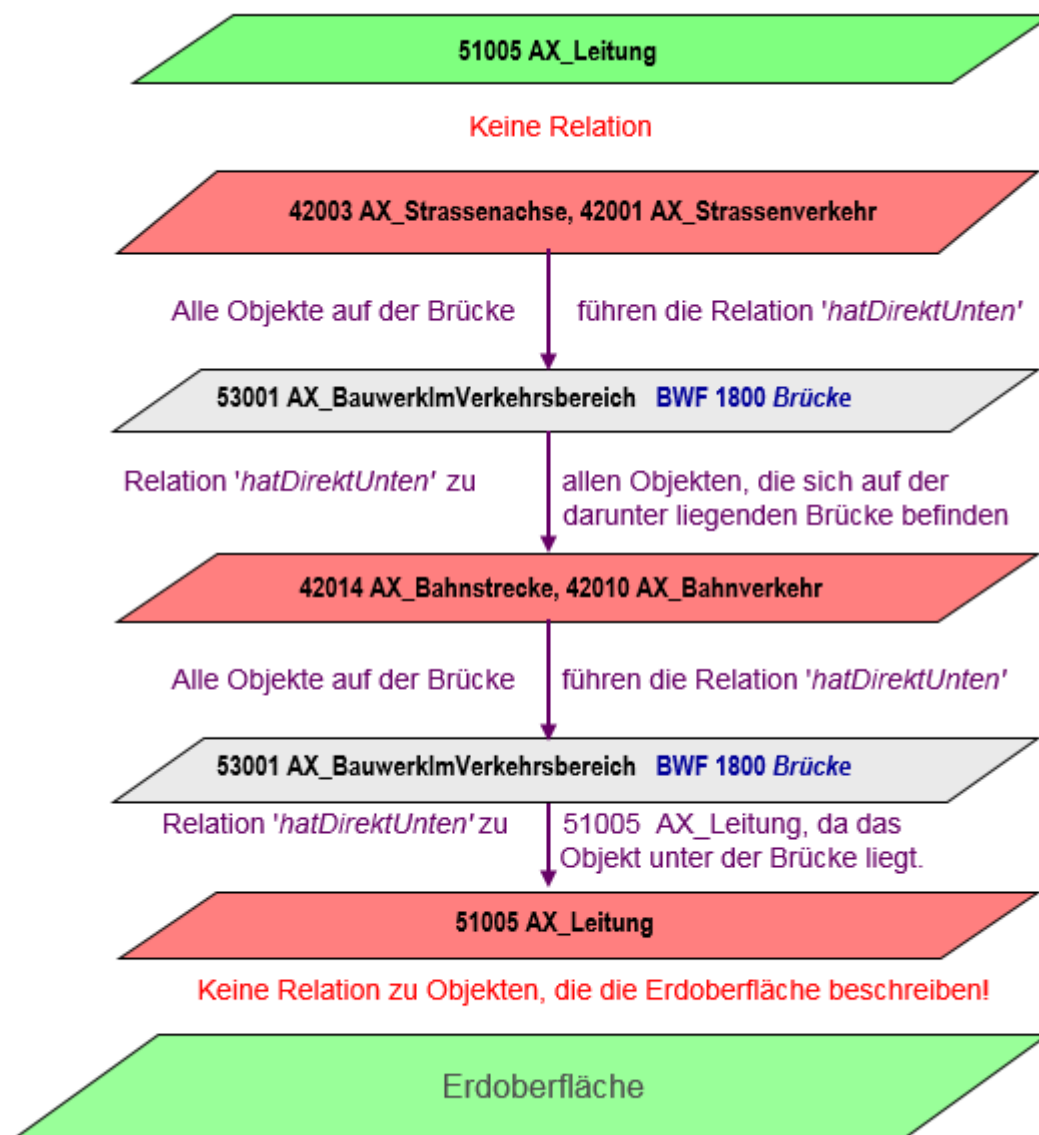 51005 AX_Leitung
Keine Relation
42003 AX_Strassenachse, 42001 AX_Strassenverkehr
Alle Objekte auf der Brücke führen die Relation 'hatDirektUnten'
53001 AX_BauwerkImVerkehrsbereich BWF 1800 Brücke
Relation 'hatDirektUnten' zu allen Objekten, die sich auf der
darunter liegenden Brücke befinden
42014 AX_Bahnstrecke, 42010 AX_Bahnverkehr
Alle Objekte auf der Brücke führen die Relation 'hatDirektUnten'
53001 AX_BauwerkImVerkehrsbereich BWF 1800 Brücke
Relation 'hatDirektUnten' zu 51005 AX_Leitung, da das
Objekt unter der Brücke liegt.
51005 AX_Leitung
Keine Relation zu Objekten, die die Erdoberfläche beschreiben!
Erdoberfläche